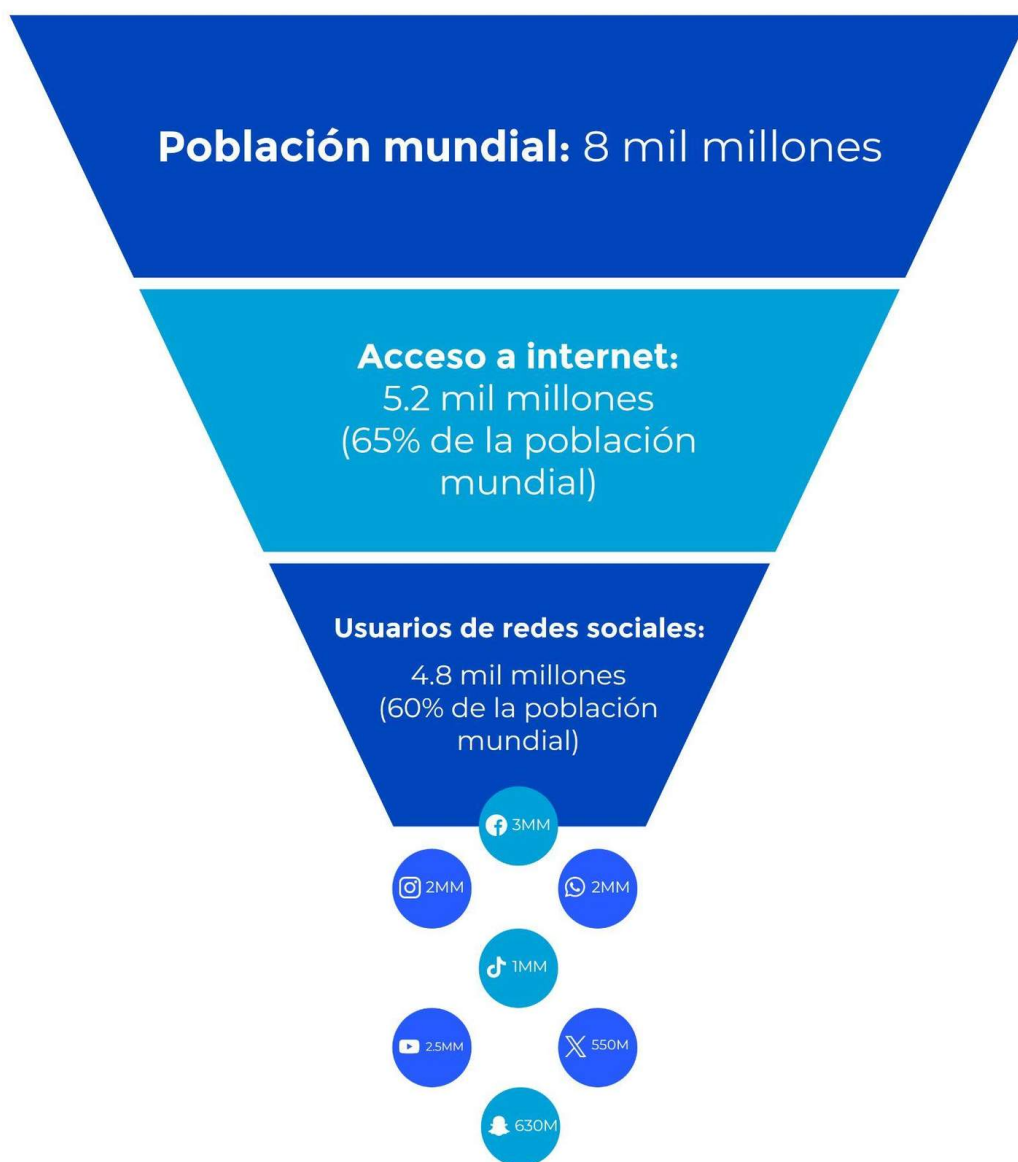 Población mundial: 8 mil millones
Acceso a internet:
5.2 mil millones
(65% de la población
mundial)
Usuarios de redes sociales:
4.8 mil millones
(60% de la población
mundial)
3MM
2MM
2MM
1MM
2.5MM
550M
630M